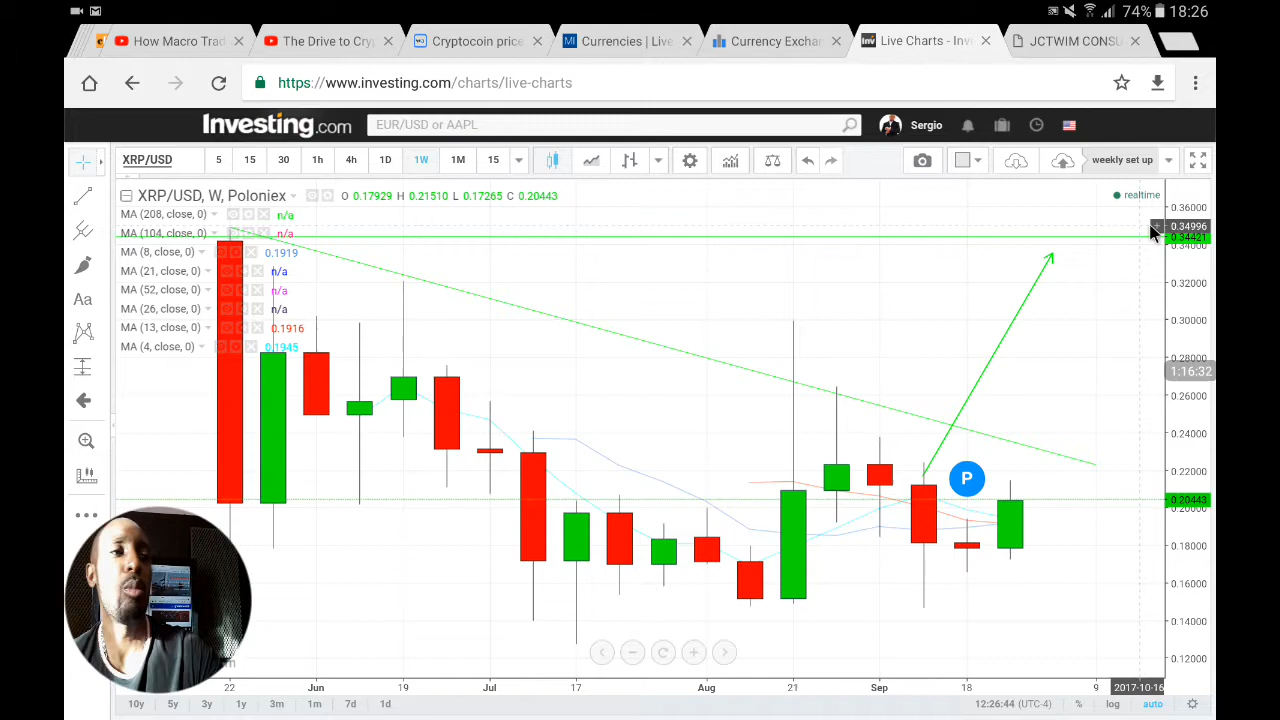 74% 18:26
How Macro Trad
The Drive to Cry
Cryptocoin price
Currencies | Live
Currency Exchan
Live Charts - Inve
JCTWIM CONSU
https://www.investing.com/charts/live-charts
Investing.com
EUR/USD or AAPL
Sergio
XRP/USD 5 15 30 1h 4h 1D 1W 1M 15
weekly set up
XRP/USD, W, Poloniex
O 0.17929 H 0.21510 L 0.17265 C 0.20443
realtime
MA (208, close, 0) n/a
MA (104, close, 0) n/a
MA (8, close, 0) 0.1919
MA (21, close, 0) n/a
MA (52, close, 0) n/a
MA (26, close, 0) n/a
MA (13, close, 0) 0.1916
MA (4, close, 0) 0.1945
Aa
0.36000
0.34996
0.34421
0.34000
0.32000
0.30000
0.28000
1:16:32
0.26000
0.24000
0.22000
0.20443
0.20000
0.18000
0.16000
0.14000
0.12000
P
22 Jun 19 Jul 17 Aug 21 Sep 18 9 2017-10-16
10y 5y 3y 1y 3m 1m 7d 1d
12:26:44 (UTC-4) % log auto